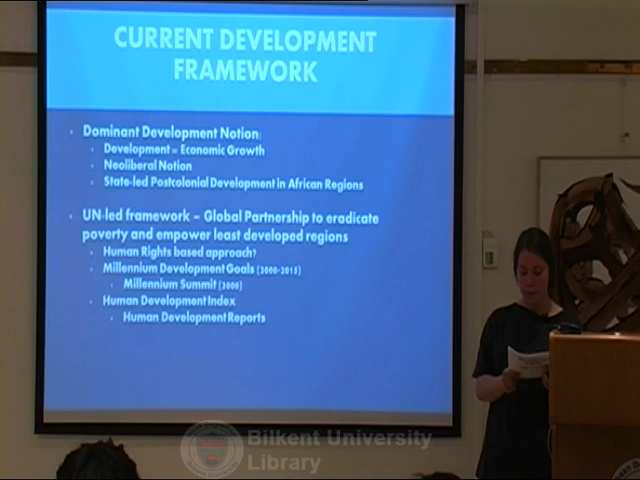 CURRENT DEVELOPMENT
FRAMEWORK
Dominant Development Notion:
Development = Economic Growth
Neoliberal Notion
State-led Postcolonial Development in African Regions
UN-led framework – Global Partnership to eradicate
poverty and empower least developed regions
Human Rights based approach?
Millennium Development Goals (2000-2015)
Millennium Summit (2000)
Human Development Index
Human Development Reports
Bilkent University
Library